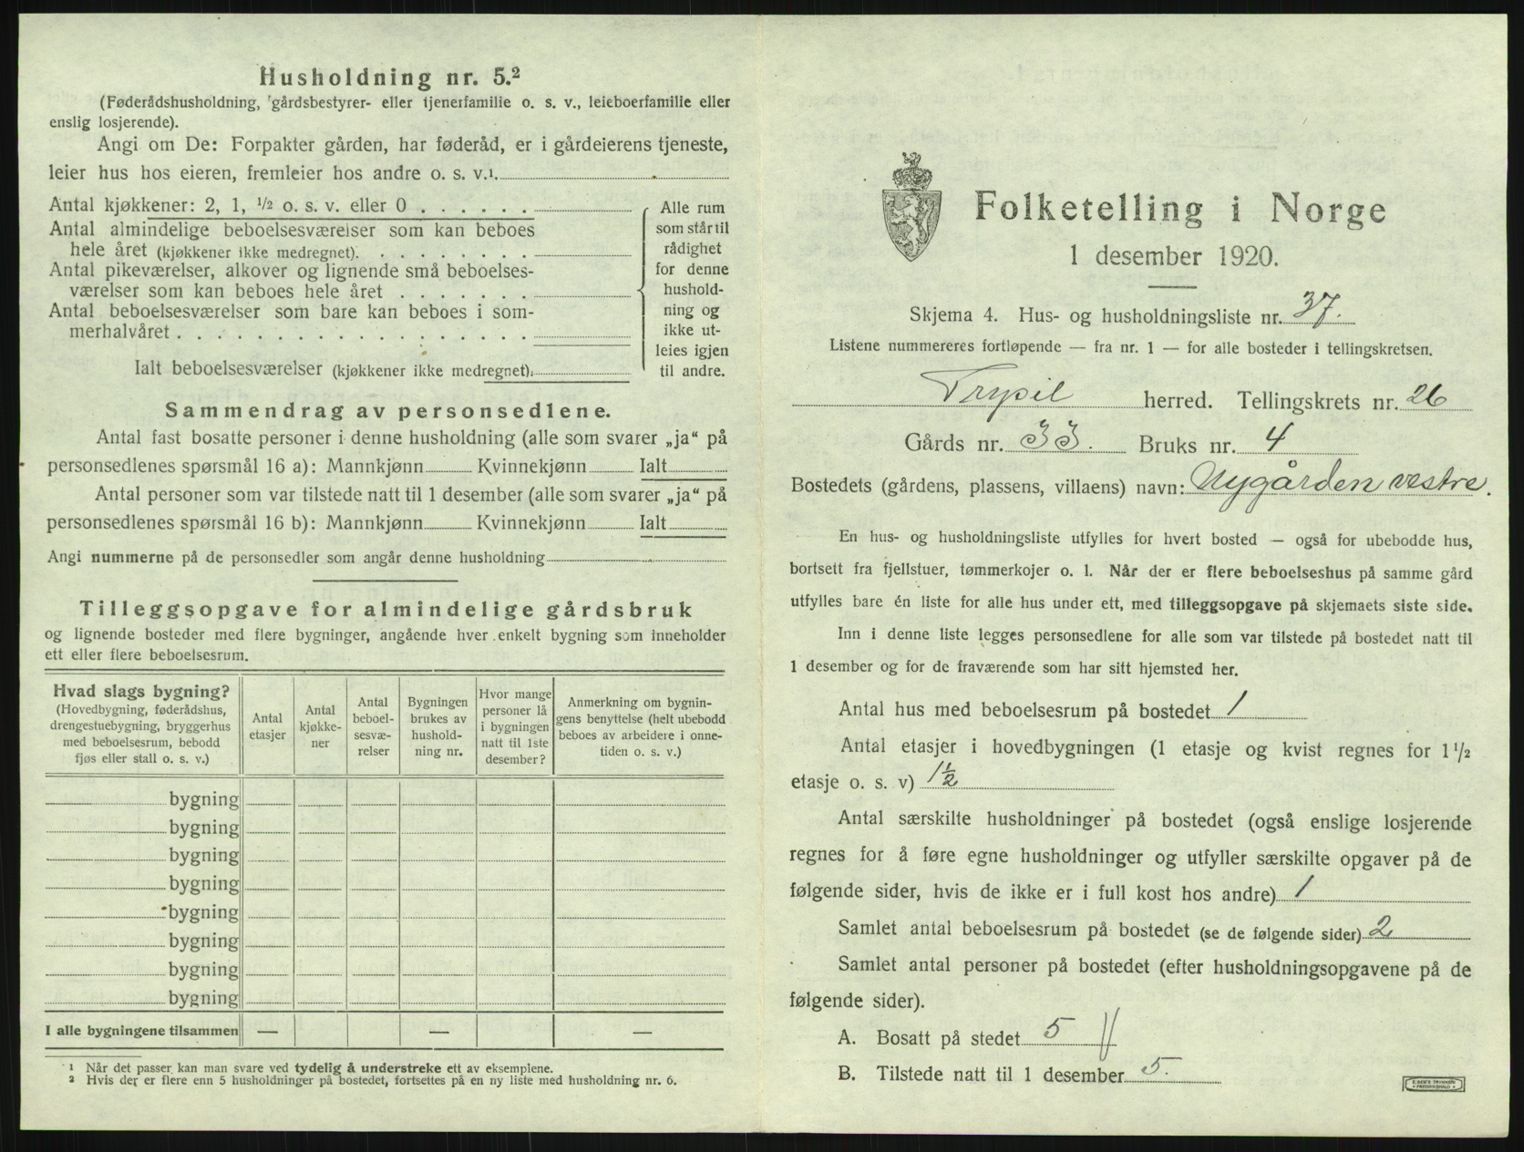 Husholdning nr. 5.²
(Føderådshusholdning, gårdsbestyrer- eller tjenerfamilie o. s. v., leieboerfamilie eller
enslig losjerende).
Angi om De: Forpakter gården, har føderåd, er i gårdeierens tjeneste,
leier hus hos eieren, fremleier hos andre o. s. v.¹
Antal kjøkkener: 2, 1, ½ o. s. v. eller 0
Antal almindelige beboelsesværelser som kan beboes
hele året (kjøkkener ikke medregnet).
Antal pikeværelser, alkover og lignende små beboelses-
værelser som kan beboes hele året
Antal beboelsesværelser som bare kan beboes i som-
merhalvåret
Ialt beboelsesværelser (kjøkkener ikke medregnet).
Alle rum
som står til
rådighet
for denne
hushold-
ning og
ikke ut-
leies igjen
til andre.
Sammendrag av personsedlene.
Antal fast bosatte personer i denne husholdning (alle som svarer „ja" på
personsedlenes spørsmål 16 a): Mannkjønn Kvinnekjønn Ialt
Antal personer som var tilstede natt til 1 desember (alle som svarer „ja" på
personsedlenes spørsmål 16 b): Mannkjønn Kvinnekjønn Ialt
Angi nummerne på de personsedler som angår denne husholdning
Tilleggsopgave for almindelige gårdsbruk
og lignende bosteder med flere bygninger, angående hver enkelt bygning som inneholder
ett eller flere beboelsesrum.
Hvad slags bygning?
(Hovedbygning, føderådshus,
drengestuebygning, bryggerhus
med beboelsesrum, bebodd
fjøs eller stall o. s. v.)
Antal
etasjer
Antal
kjøkke-
ner
Antal
beboel-
sesvæ-
relser
Bygningen
brukes av
hushold-
ning nr.
Hvor mange
personer lå
i bygningen
natt til 1ste
desember?
Anmerkning om bygnin-
gens benyttelse (helt ubebodd
beboes av arbeidere i onne-
tiden o. s. v.)
bygning
bygning
bygning
bygning
bygning
bygning
bygning
bygning
I alle bygningene tilsammen — — —
¹ Når det passer kan man svare ved tydelig å understreke ett av eksemplene.
² Hvis der er flere enn 5 husholdninger på bostedet, fortsettes på en ny liste med husholdning nr. 6.
Folketelling i Norge
1 desember 1920.
Skjema 4. Hus- og husholdningsliste nr. 37.
Listene nummereres fortløpende — fra nr. 1 — for alle bosteder i tellingskretsen.
Trysil herred. Tellingskrets nr. 26
Gårds nr. 33. Bruks nr. 4
Bostedets (gårdens, plassens, villaens) navn: Nygården vestre.
En hus- og husholdningsliste utfylles for hvert bosted — også for ubebodde hus,
bortsett fra fjellstuer, tømmerkojer o. l. Når der er flere beboelseshus på samme gård
utfylles bare én liste for alle hus under ett, med tilleggsopgave på skjemaets siste side.
Inn i denne liste legges personsedlene for alle som var tilstede på bostedet natt til
1 desember og for de fraværende som har sitt hjemsted her.
Antal hus med beboelsesrum på bostedet 1
Antal etasjer i hovedbygningen (1 etasje og kvist regnes for 1½
etasje o. s. v) 1½
Antal særskilte husholdninger på bostedet (også enslige losjerende
regnes for å føre egne husholdninger og utfyller særskilte opgaver på de
følgende sider, hvis de ikke er i full kost hos andre) 1
Samlet antal beboelsesrum på bostedet (se de følgende sider) 2
Samlet antal personer på bostedet (efter husholdningsopgavene på de
følgende sider).
A. Bosatt på stedet 5
B. Tilstede natt til 1 desember 5.